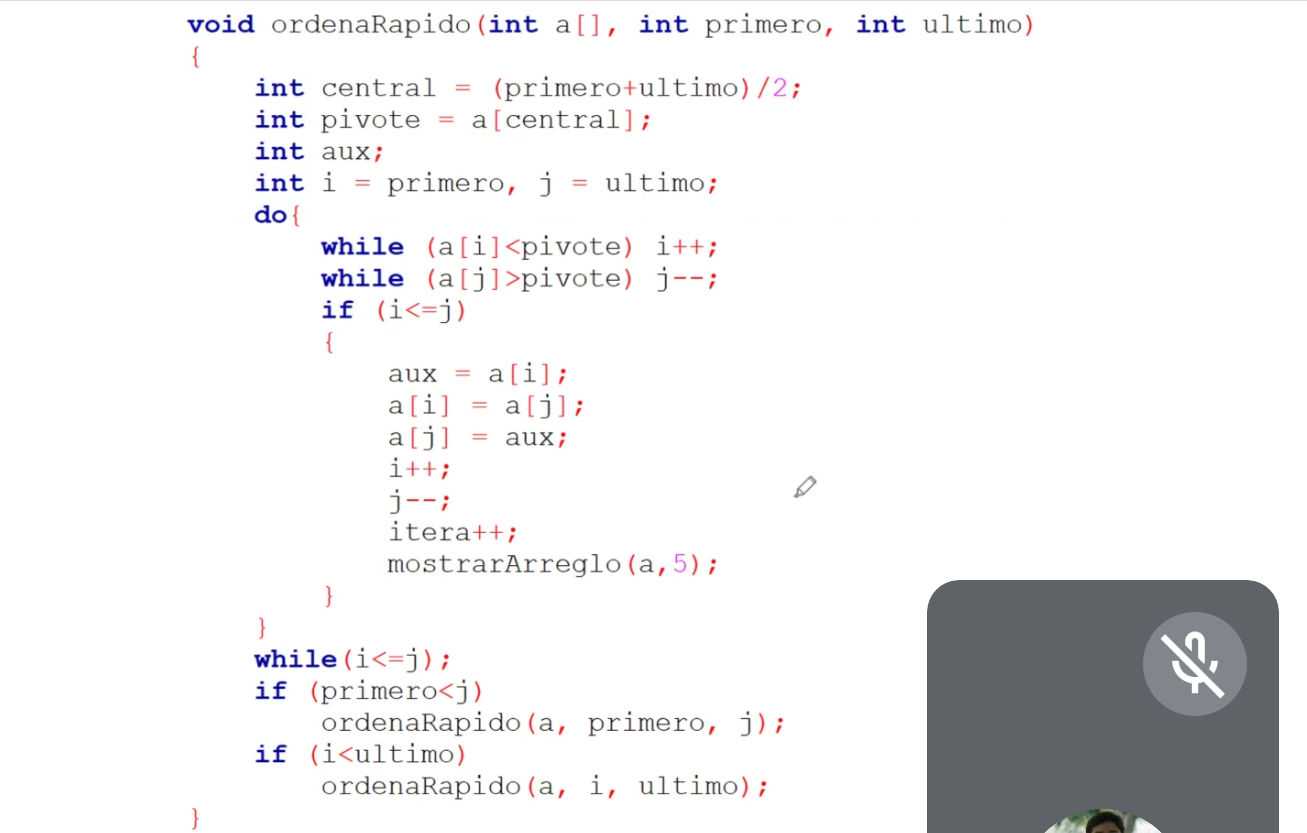 void ordenaRapido(int a[], int primero, int ultimo)
{
int central = (primero+ultimo)/2;
int pivote = a[central];
int aux;
int i = primero, j = ultimo;
do{
while (a[i]<pivote) i++;
while (a[j]>pivote) j--;
if (i<=j)
{
aux = a[i];
a[i] = a[j];
a[j] = aux;
i++;
j--;
itera++;
mostrarArreglo(a,5);
}
}
while(i<=j);
if (primero<j)
ordenaRapido(a, primero, j);
if (i<ultimo)
ordenaRapido(a, i, ultimo);
}